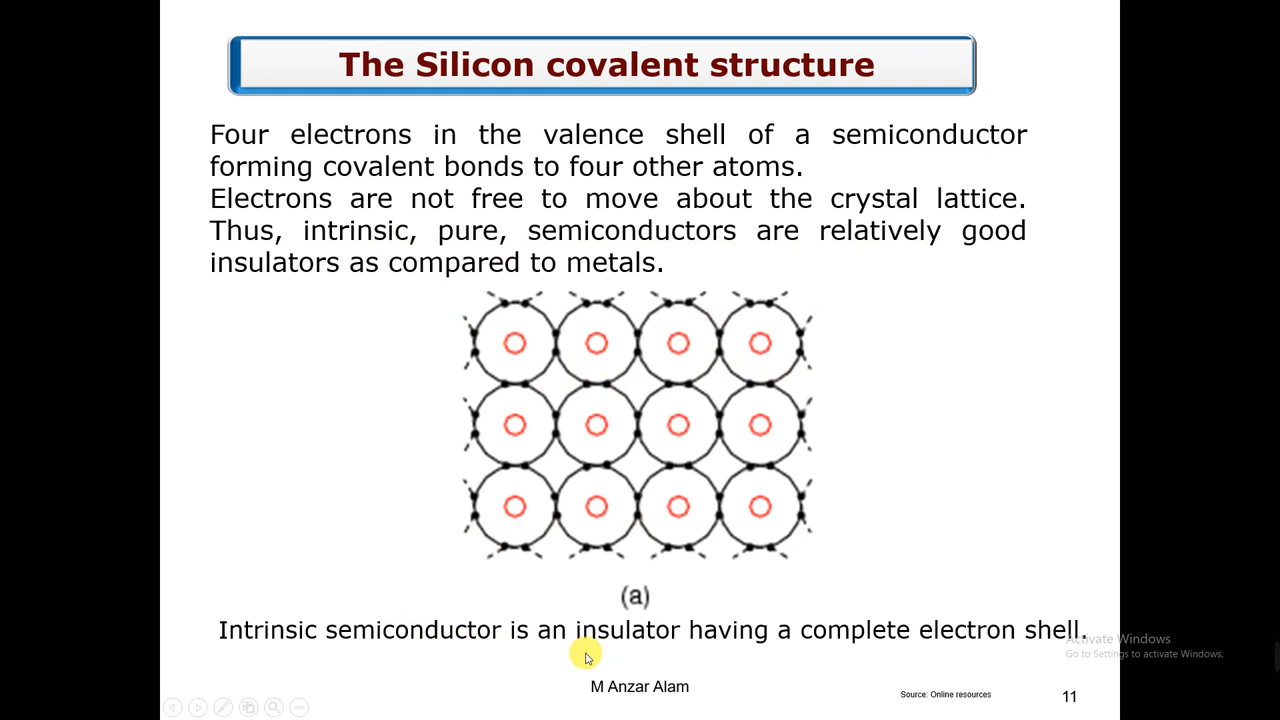 The Silicon covalent structure
Four electrons in the valence shell of a semiconductor
forming covalent bonds to four other atoms.
Electrons are not free to move about the crystal lattice.
Thus, intrinsic, pure, semiconductors are relatively good
insulators as compared to metals.
(a)
Intrinsic semiconductor is an insulator having a complete electron shell.
Activate Windows
Go to Settings to activate Windows.
M Anzar Alam
Source: Online resources
11